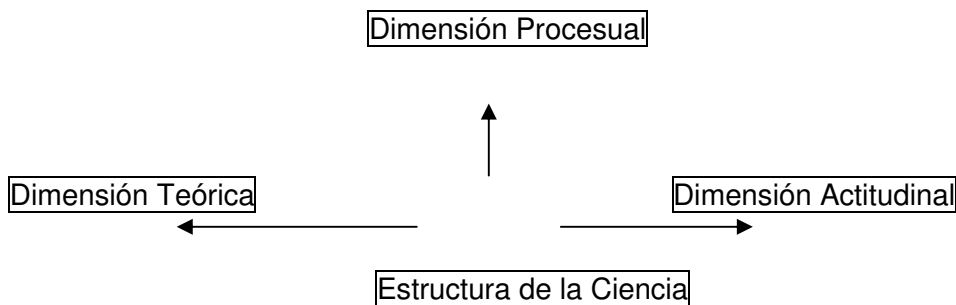 Dimensión Procesual
Dimensión Teórica
Dimensión Actitudinal
Estructura de la Ciencia